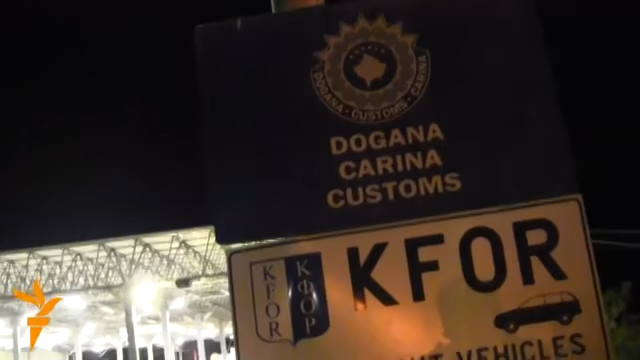 DOGANA · CUSTOMS · CARINA
DOGANA
CARINA
CUSTOMS
KFOR
KFOR
КФОР
VEHICLES